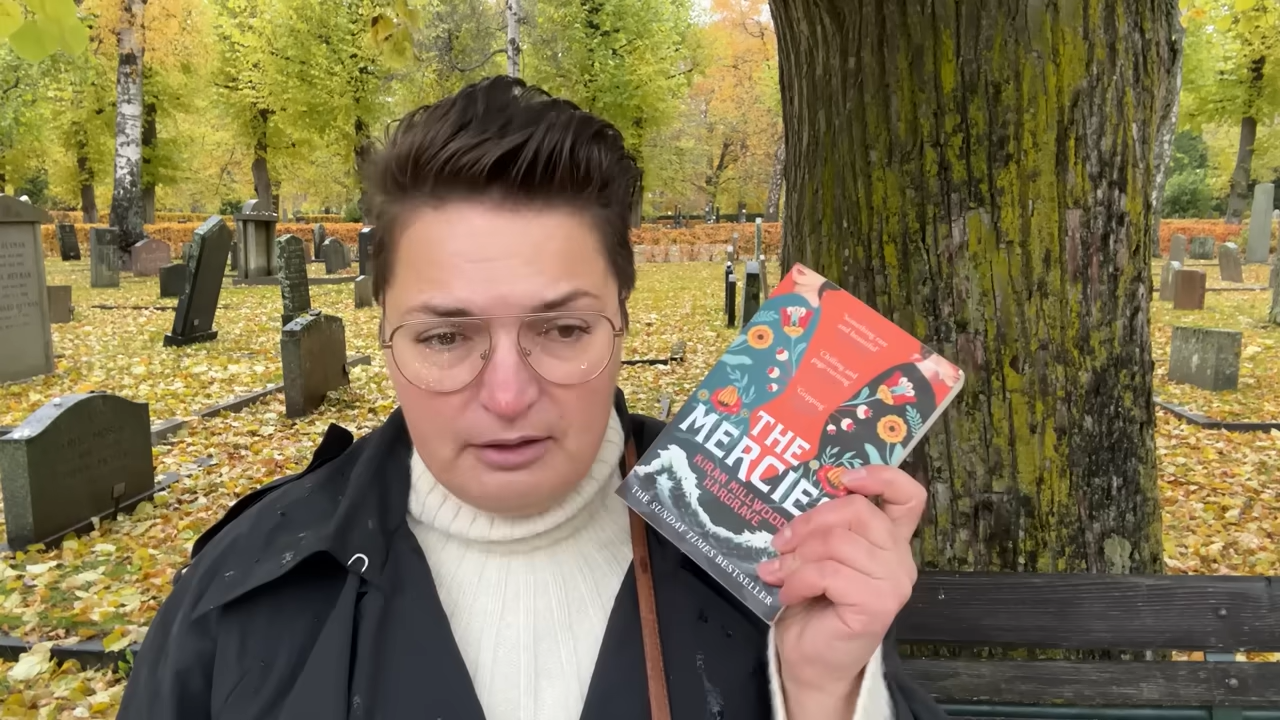 'Something rare
and beautiful'
'Chilling and
page-turning'
'Gripping'
THE
MERCIES
KIRAN MILLWOOD
HARGRAVE
THE SUNDAY TIMES BESTSELLER